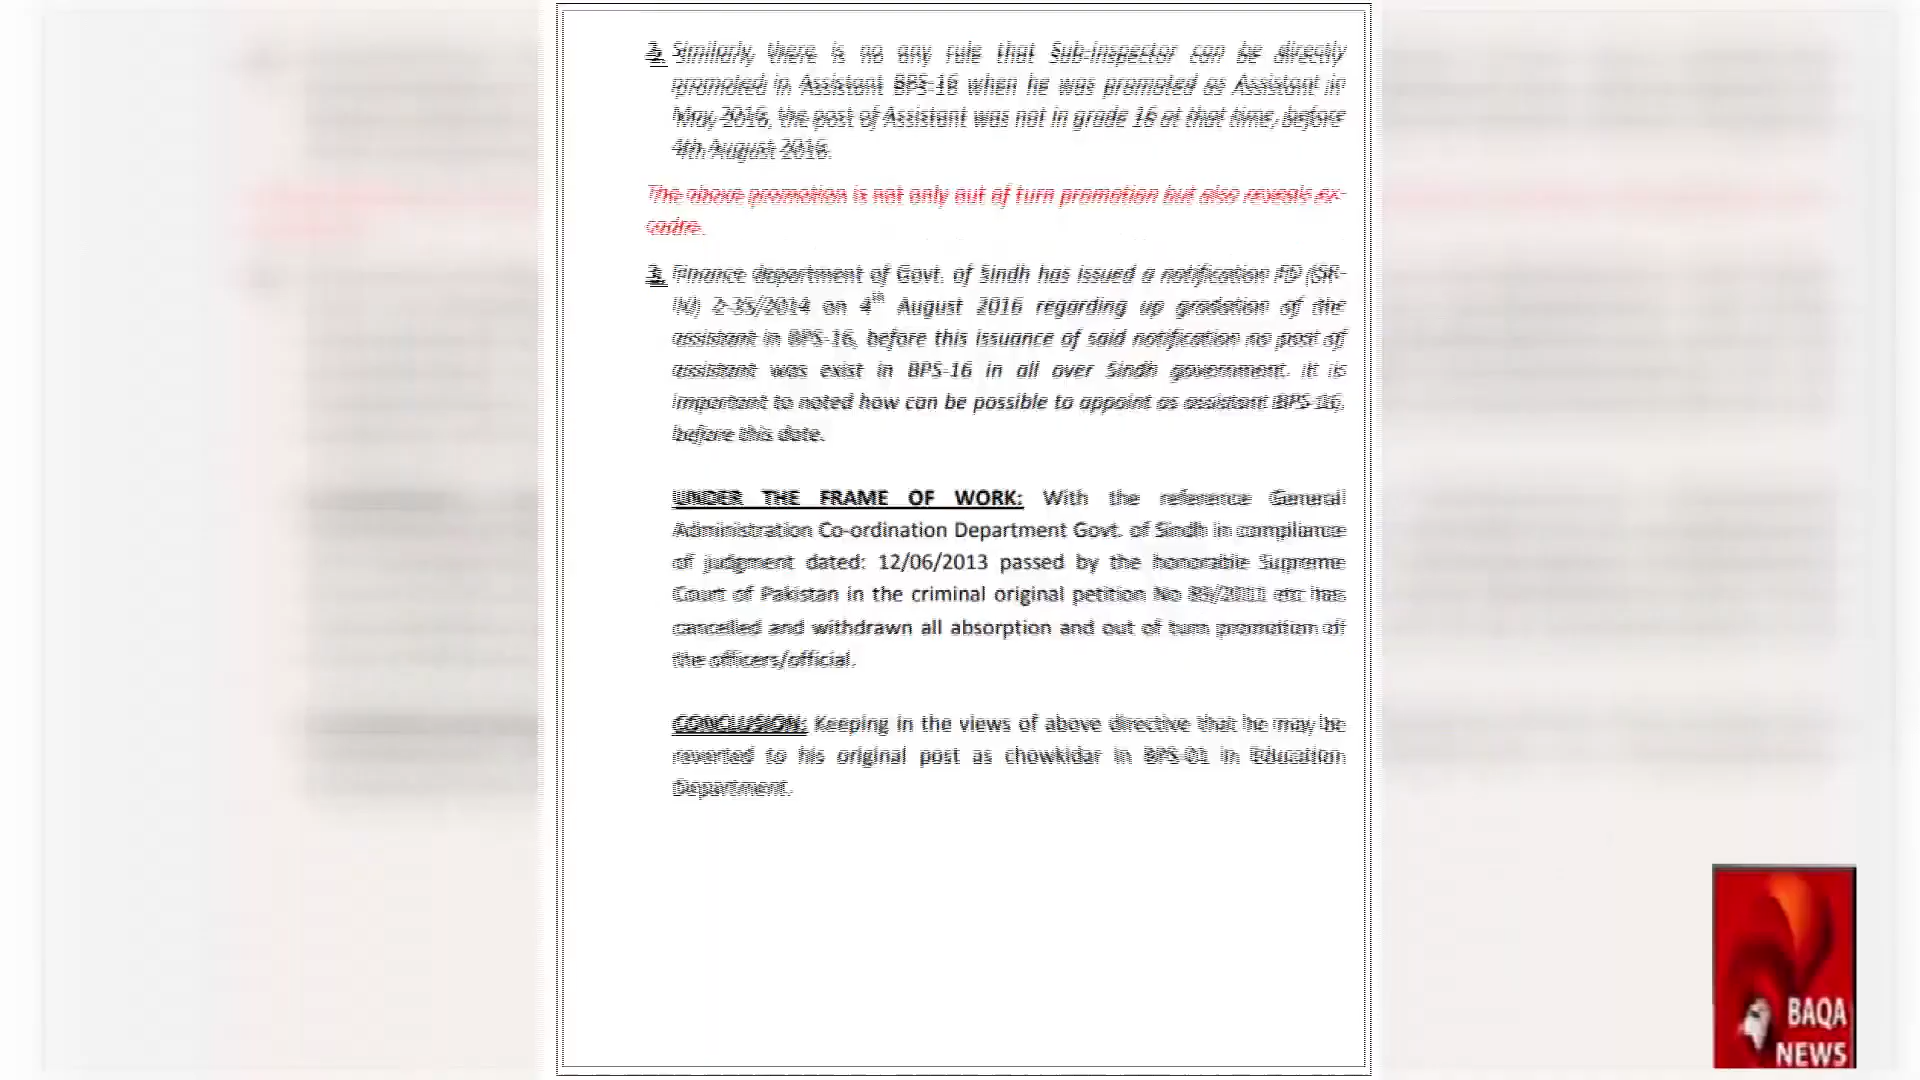 2. Similarly there is no any rule that Sub-inspector can be directly
promoted in Assistant BPS-16 when he was promoted as Assistant in
May 2016, the post of Assistant was not in grade 16 at that time, before
4th August 2016.
The above promotion is not only out of turn promotion but also reveals ex-
cadre.
3. Finance department of Govt. of Sindh has issued a notification FD (SR-
IV) 2-35/2014 on 4th August 2016 regarding up gradation of the
assistant in BPS-16, before this issuance of said notification no post of
assistant was exist in BPS-16 in all over Sindh government. It is
important to noted how can be possible to appoint as assistant BPS-16,
before this date.
UNDER THE FRAME OF WORK: With the reference General
Administration Co-ordination Department Govt. of Sindh in compliance
of judgment dated: 12/06/2013 passed by the honorable Supreme
Court of Pakistan in the criminal original petition No 89/2011 etc has
cancelled and withdrawn all absorption and out of turn promotion of
the officers/official.
CONCLUSION: Keeping in the views of above directive that he may be
reverted to his original post as chowkidar in BPS-01 in Education
Department.
BAQA
NEWS